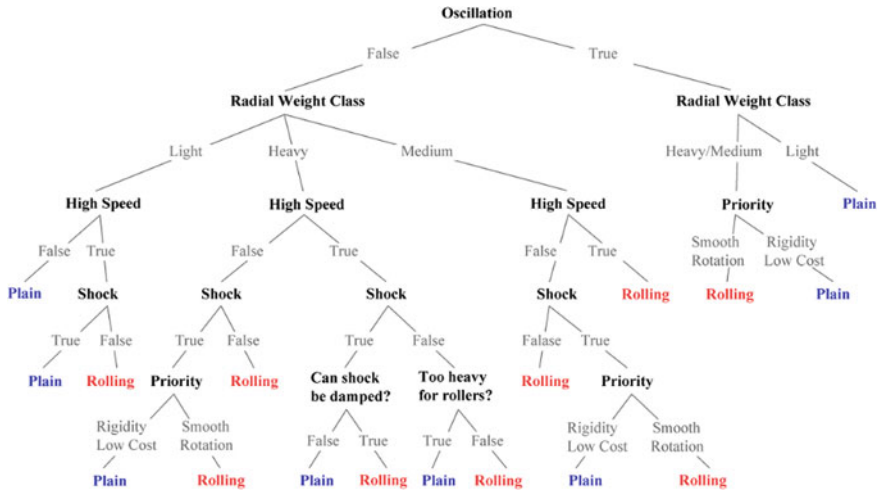 Oscillation
False
True
Radial Weight Class
Radial Weight Class
Light
Heavy
Medium
Heavy/Medium
Light
High Speed
High Speed
High Speed
Priority
Plain
False
True
False
True
False
True
Smooth
Rotation
Rigidity
Low Cost
Plain
Shock
Shock
Shock
Shock
Rolling
Rolling
Plain
True
False
True
False
True
False
Falase
True
Plain
Rolling
Priority
Rolling
Can shock
be damped?
Too heavy
for rollers?
Rolling
Priority
Rigidity
Low Cost
Smooth
Rotation
False
True
True
False
Rigidity
Low Cost
Smooth
Rotation
Plain
Rolling
Plain
Rolling
Plain
Rolling
Plain
Rolling